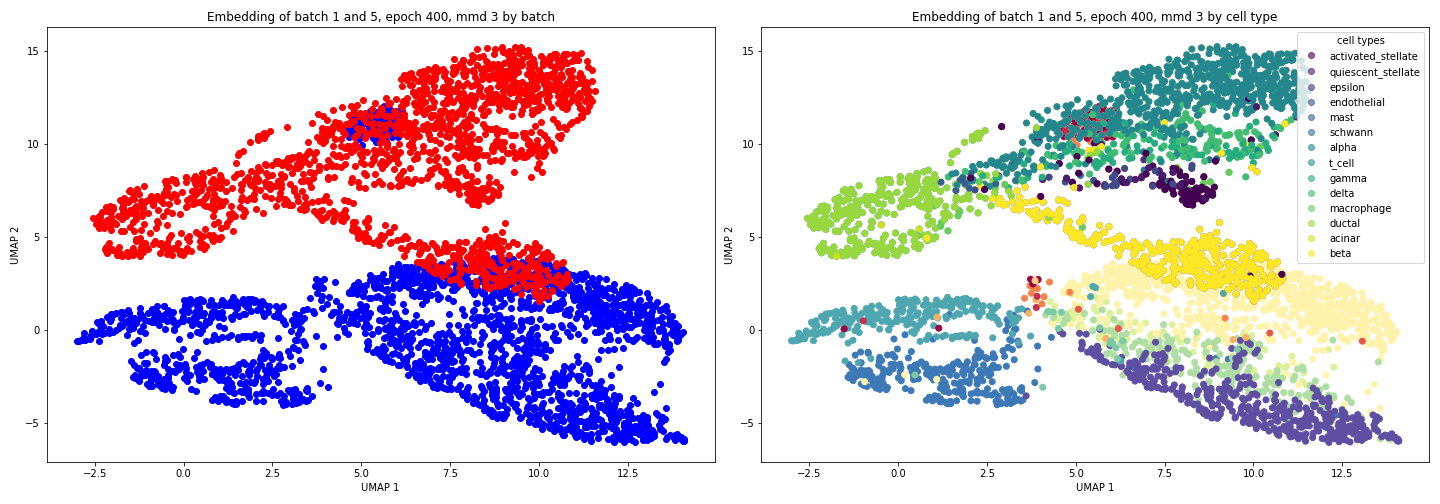 Embedding of batch 1 and 5, epoch 400, mmd 3 by batch
15
10
5
0
−5
UMAP 2
−2.5
0.0
2.5
5.0
7.5
10.0
12.5
UMAP 1
Embedding of batch 1 and 5, epoch 400, mmd 3 by cell type
15
10
5
0
−5
UMAP 2
−2.5
0.0
2.5
5.0
7.5
10.0
12.5
UMAP 1
cell types
activated_stellate
quiescent_stellate
epsilon
endothelial
mast
schwann
alpha
t_cell
gamma
delta
macrophage
ductal
acinar
beta